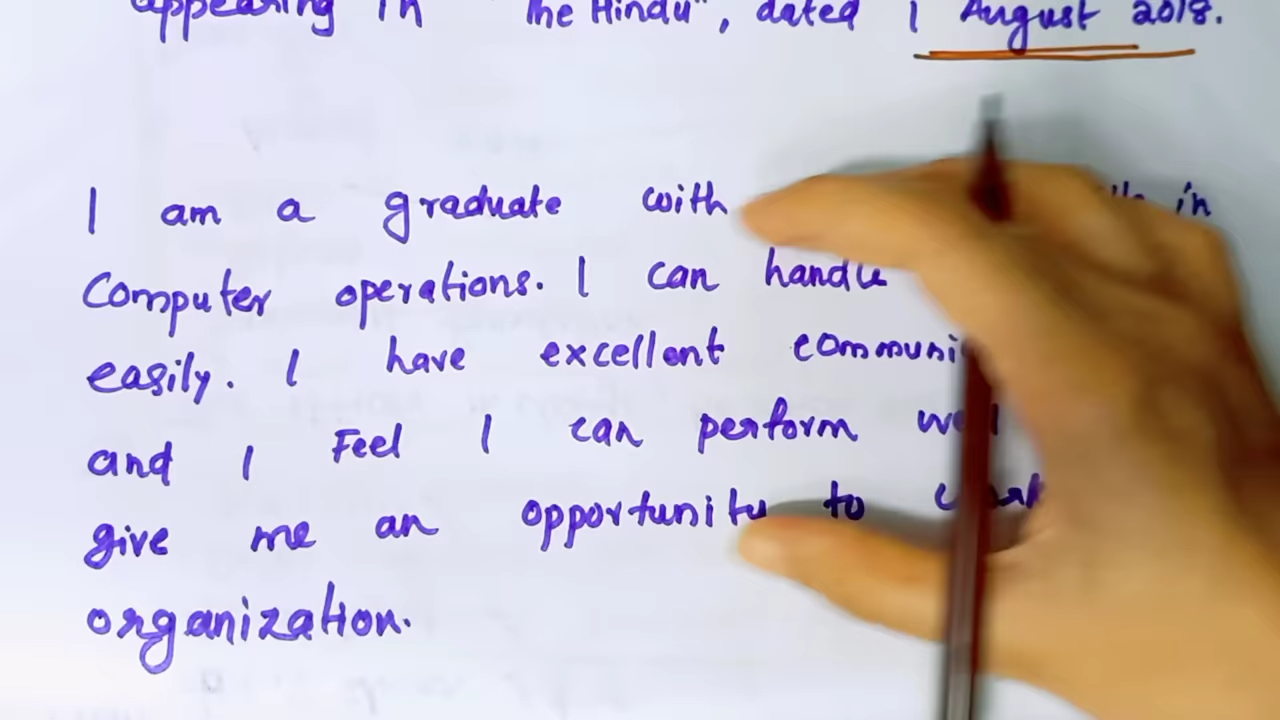 appearing in "The Hindu", dated 1 August 2018.
I am a graduate with in
Computer operations. I can handle
easily. I have excellent
and I Feel I can perform
give me an opportunity to
organization.